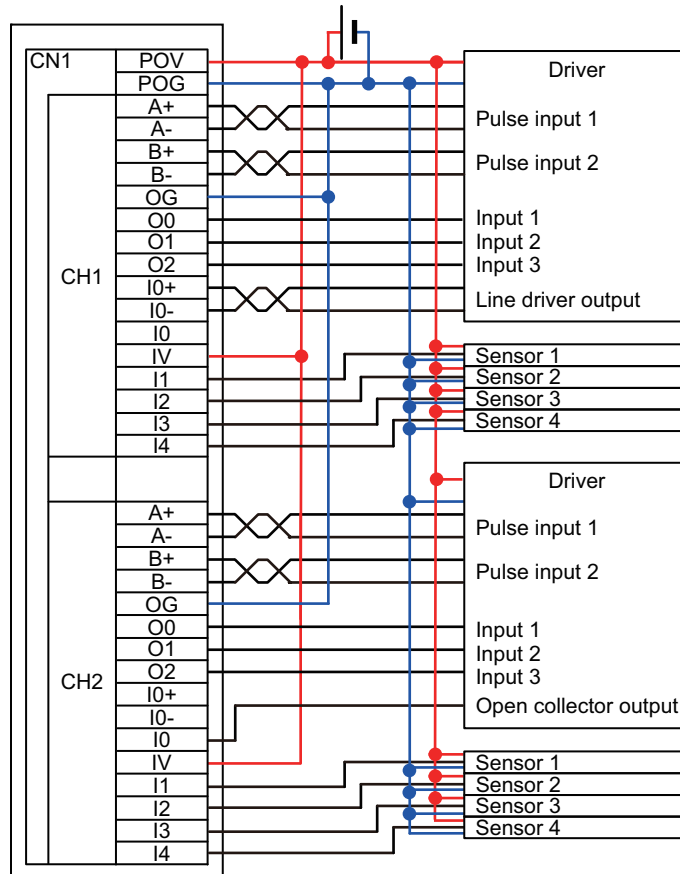 CN1
POV
POG
CH1
A+
A-
B+
B-
OG
O0
O1
O2
I0+
I0-
I0
IV
I1
I2
I3
I4
Driver
Pulse input 1
Pulse input 2
Input 1
Input 2
Input 3
Line driver output
Sensor 1
Sensor 2
Sensor 3
Sensor 4
CH2
A+
A-
B+
B-
OG
O0
O1
O2
I0+
I0-
I0
IV
I1
I2
I3
I4
Driver
Pulse input 1
Pulse input 2
Input 1
Input 2
Input 3
Open collector output
Sensor 1
Sensor 2
Sensor 3
Sensor 4